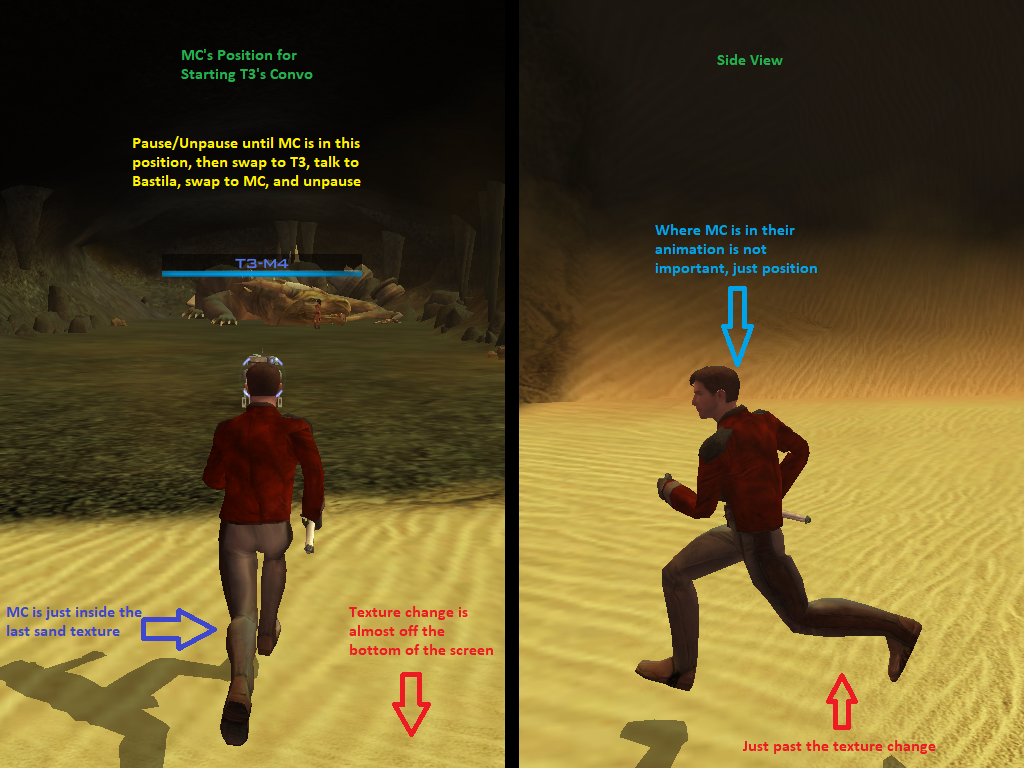 MC's Position for
Starting T3's Convo
Pause/Unpause until MC is in this
position, then swap to T3, talk to
Bastila, swap to MC, and unpause
T3-M4
MC is just inside the
last sand texture
Texture change is
almost off the
bottom of the screen
Side View
Where MC is in their
animation is not
important, just position
Just past the texture change